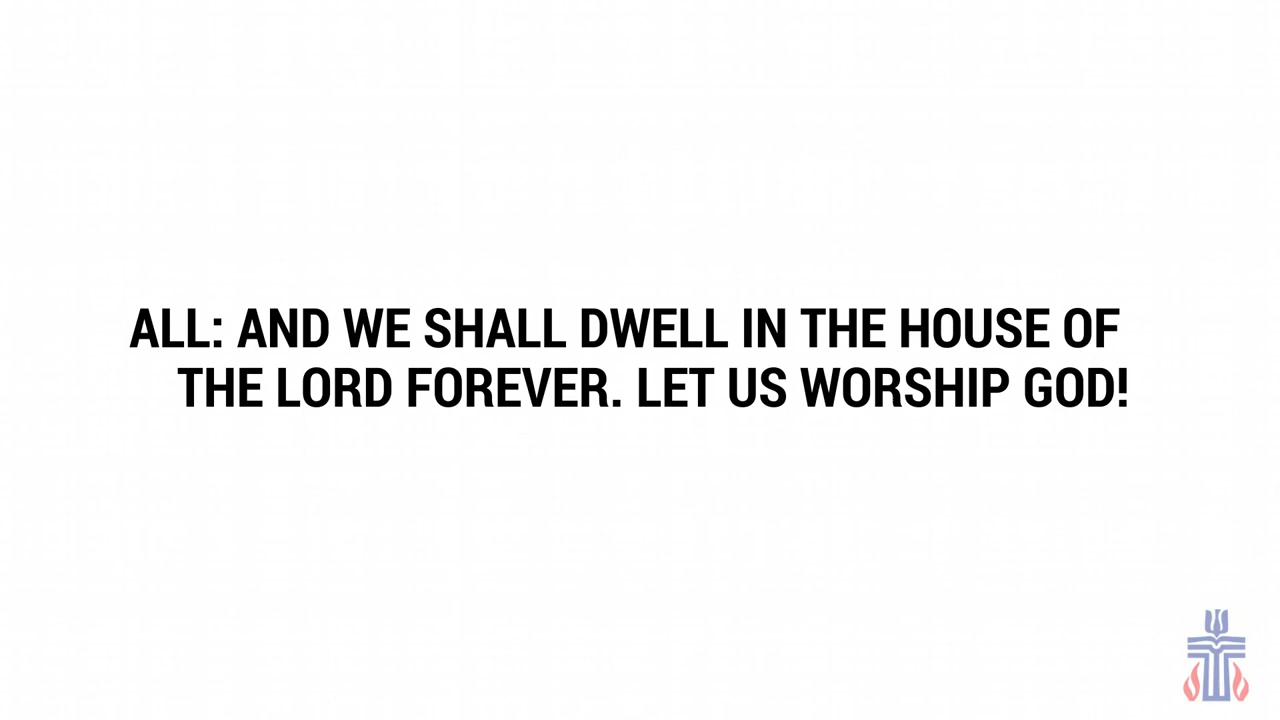 ALL: AND WE SHALL DWELL IN THE HOUSE OF
THE LORD FOREVER. LET US WORSHIP GOD!